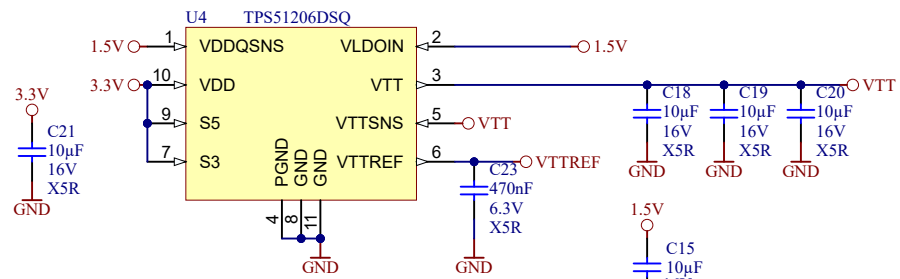 U4 TPS51206DSQ
1.5V 1 VDDQSNS VLDOIN 2 1.5V
3.3V 10 VDD VTT 3 VTT
9 S5 VTTSNS 5 VTT
7 S3 VTTREF 6 VTTREF
PGND GND GND
4 8 11
GND
3.3V
C21
10µF
16V
X5R
GND
C18
10µF
16V
X5R
GND
C19
10µF
16V
X5R
GND
C20
10µF
16V
X5R
GND
C23
470nF
6.3V
X5R
GND
1.5V
C15
10µF